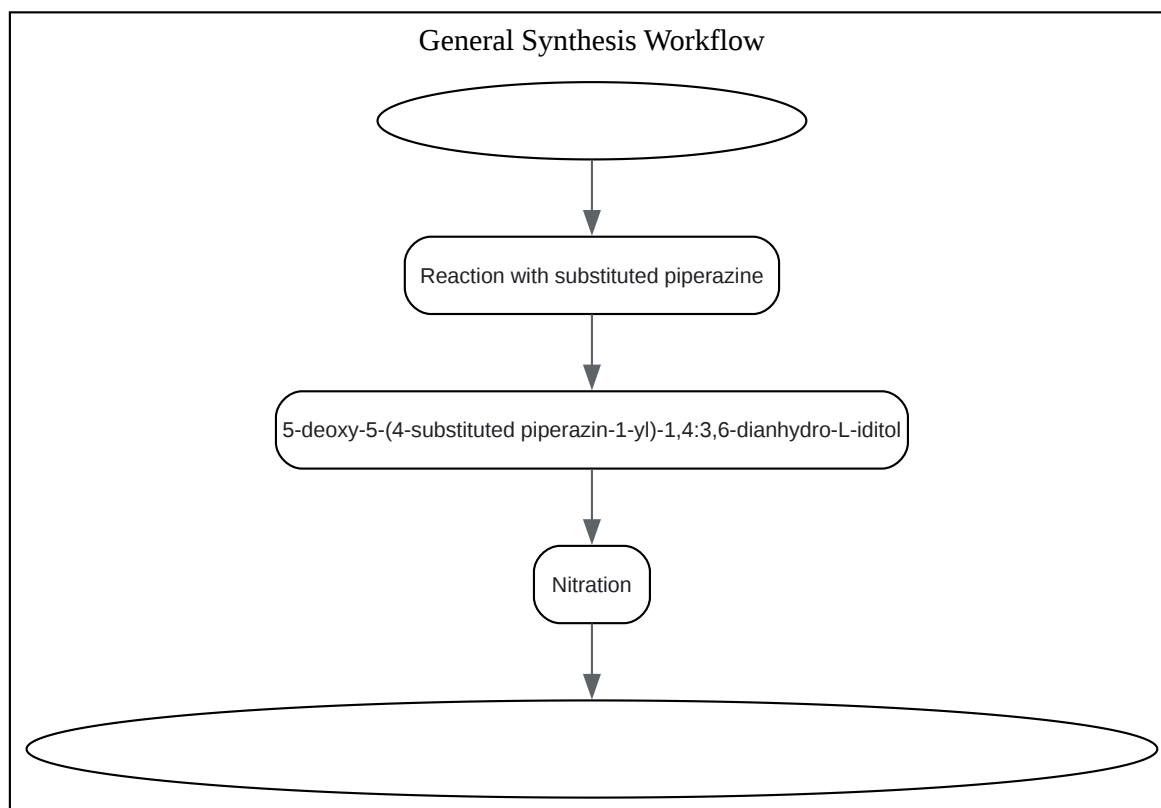 General Synthesis Workflow
Reaction with substituted piperazine
5-deoxy-5-(4-substituted piperazin-1-yl)-1,4:3,6-dianhydro-L-iditol
Nitration